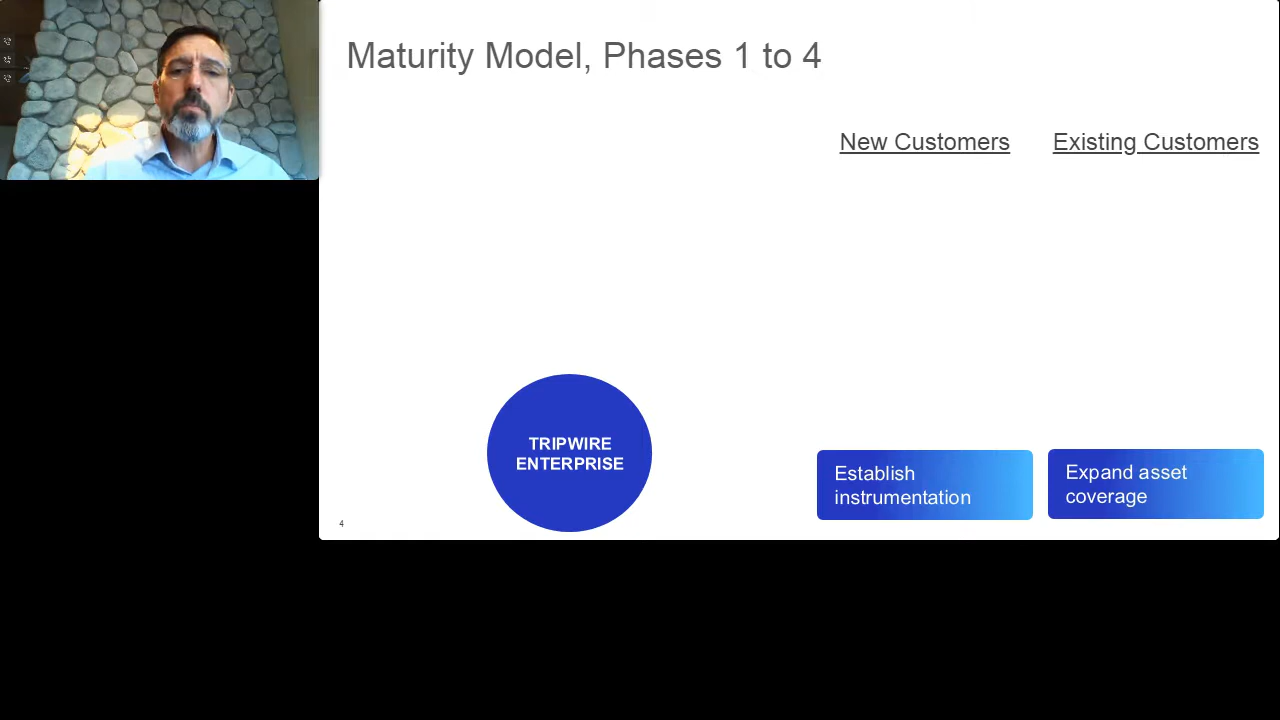 Maturity Model, Phases 1 to 4
New Customers
Existing Customers
TRIPWIRE
ENTERPRISE
Establish
instrumentation
Expand asset
coverage
4